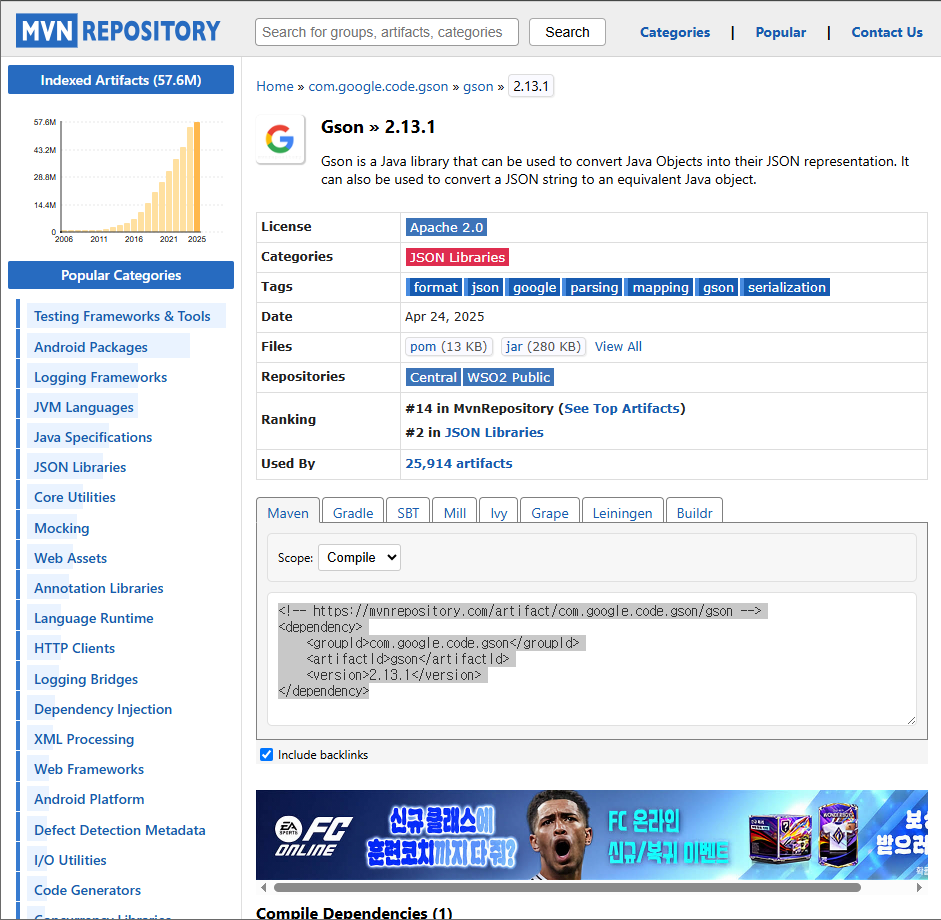 MVN REPOSITORY
Search for groups, artifacts, categories
Search
Categories | Popular | Contact Us
Indexed Artifacts (57.6M)
57.6M
43.2M
28.8M
14.4M
0
2006 2011 2016 2021 2025
Popular Categories
Testing Frameworks & Tools
Android Packages
Logging Frameworks
JVM Languages
Java Specifications
JSON Libraries
Core Utilities
Mocking
Web Assets
Annotation Libraries
Language Runtime
HTTP Clients
Logging Bridges
Dependency Injection
XML Processing
Web Frameworks
Android Platform
Defect Detection Metadata
I/O Utilities
Code Generators
Concurrency Libraries
Home » com.google.code.gson » gson » 2.13.1
Gson » 2.13.1
Gson is a Java library that can be used to convert Java Objects into their JSON representation. It
can also be used to convert a JSON string to an equivalent Java object.
License Apache 2.0
Categories JSON Libraries
Tags format json google parsing mapping gson serialization
Date Apr 24, 2025
Files pom (13 KB) jar (280 KB) View All
Repositories Central WSO2 Public
Ranking #14 in MvnRepository (See Top Artifacts)
#2 in JSON Libraries
Used By 25,914 artifacts
Maven Gradle SBT Mill Ivy Grape Leiningen Buildr
Scope: Compile
<!-- https://mvnrepository.com/artifact/com.google.code.gson/gson -->
<dependency>
    <groupId>com.google.code.gson</groupId>
    <artifactId>gson</artifactId>
    <version>2.13.1</version>
</dependency>
Include backlinks
EA SPORTS FC ONLINE
신규 클래스에
훈련코치까지 다 줘?
FC 온라인
신규/복귀 이벤트
받으러
Compile Dependencies (1)